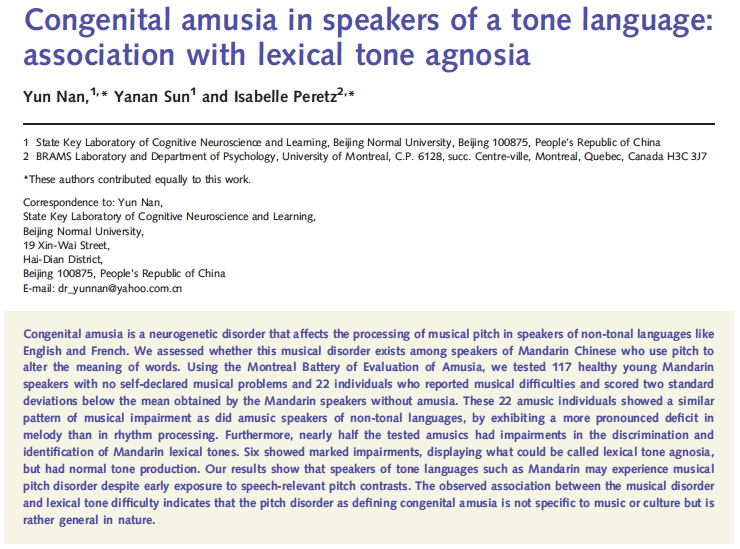 Congenital amusia in speakers of a tone language:
association with lexical tone agnosia
Yun Nan,1,* Yanan Sun1 and Isabelle Peretz2,*
1 State Key Laboratory of Cognitive Neuroscience and Learning, Beijing Normal University, Beijing 100875, People's Republic of China
2 BRAMS Laboratory and Department of Psychology, University of Montreal, C.P. 6128, succ. Centre-ville, Montreal, Quebec, Canada H3C 3J7
*These authors contributed equally to this work.
Correspondence to: Yun Nan,
State Key Laboratory of Cognitive Neuroscience and Learning,
Beijing Normal University,
19 Xin-Wai Street,
Hai-Dian District,
Beijing 100875, People's Republic of China
E-mail: dr_yunnan@yahoo.com.cn
Congenital amusia is a neurogenetic disorder that affects the processing of musical pitch in speakers of non-tonal languages like
English and French. We assessed whether this musical disorder exists among speakers of Mandarin Chinese who use pitch to
alter the meaning of words. Using the Montreal Battery of Evaluation of Amusia, we tested 117 healthy young Mandarin
speakers with no self-declared musical problems and 22 individuals who reported musical difficulties and scored two standard
deviations below the mean obtained by the Mandarin speakers without amusia. These 22 amusic individuals showed a similar
pattern of musical impairment as did amusic speakers of non-tonal languages, by exhibiting a more pronounced deficit in
melody than in rhythm processing. Furthermore, nearly half the tested amusics had impairments in the discrimination and
identification of Mandarin lexical tones. Six showed marked impairments, displaying what could be called lexical tone agnosia,
but had normal tone production. Our results show that speakers of tone languages such as Mandarin may experience musical
pitch disorder despite early exposure to speech-relevant pitch contrasts. The observed association between the musical disorder
and lexical tone difficulty indicates that the pitch disorder as defining congenital amusia is not specific to music or culture but is
rather general in nature.